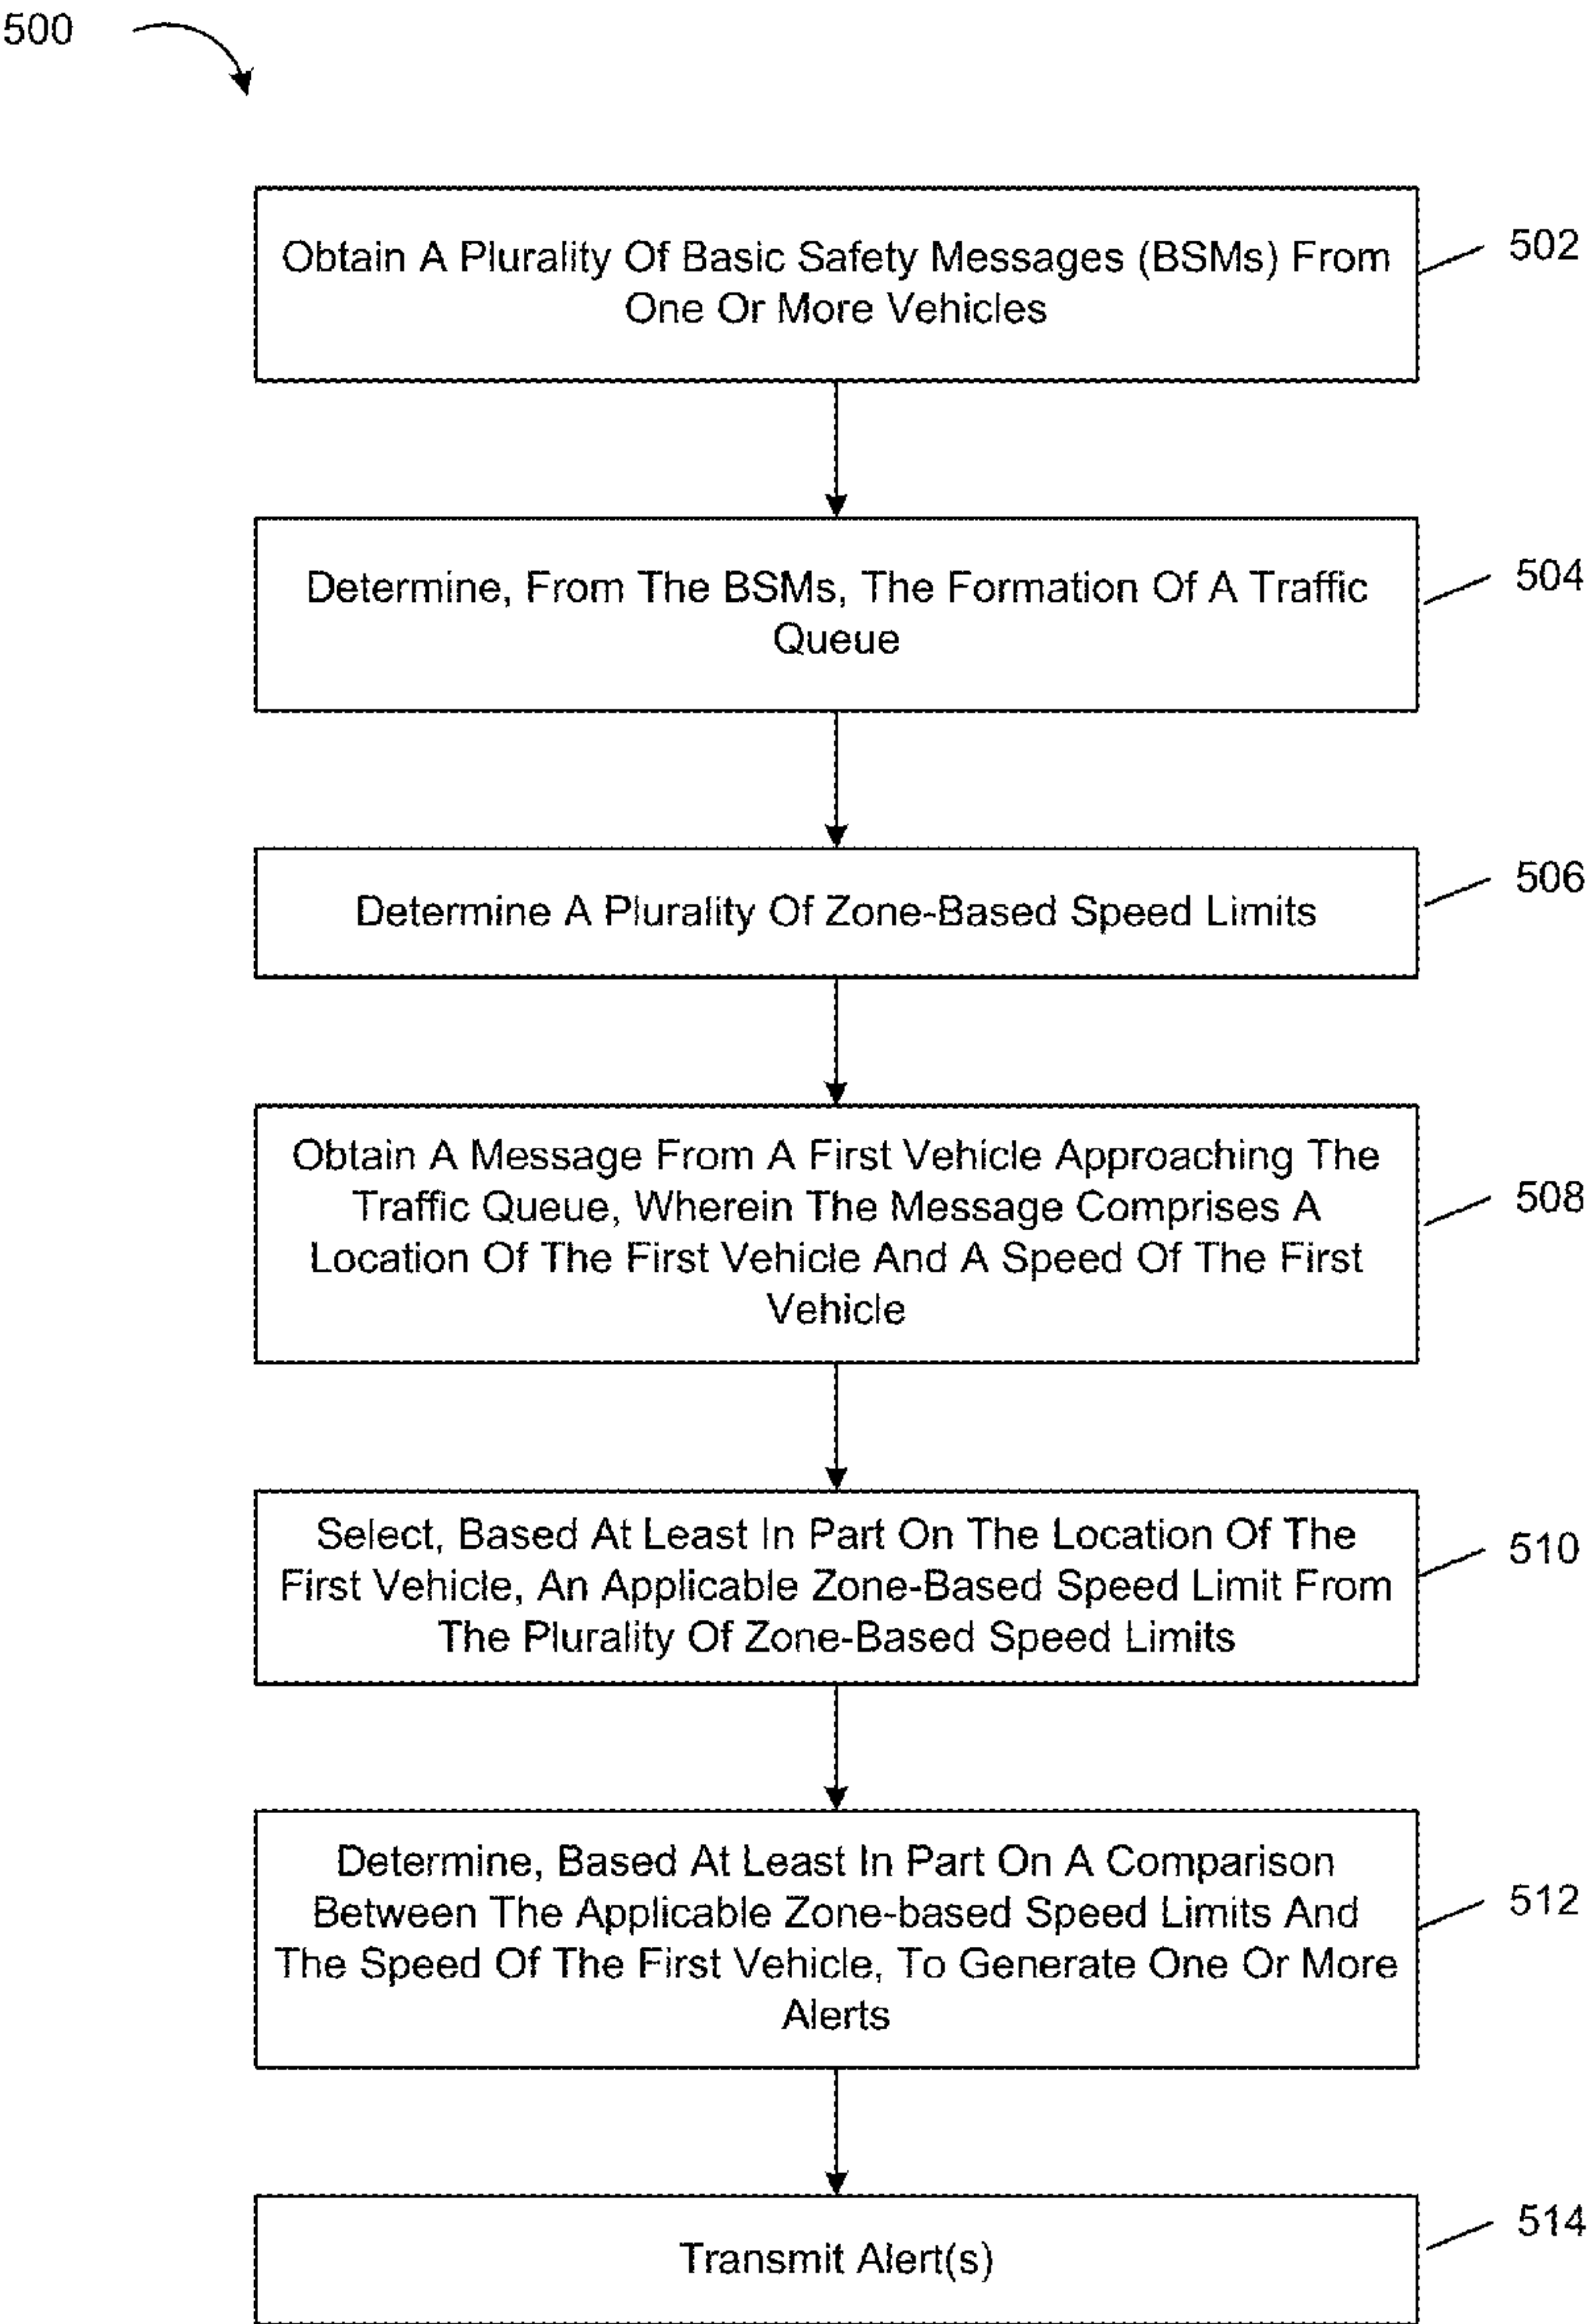 500
Obtain A Plurality Of Basic Safety Messages (BSMs) From
One Or More Vehicles
502
Determine, From The BSMs, The Formation Of A Traffic
Queue
504
Determine A Plurality Of Zone-Based Speed Limits
506
Obtain A Message From A First Vehicle Approaching The
Traffic Queue, Wherein The Message Comprises A
Location Of The First Vehicle And A Speed Of The First
Vehicle
508
Select, Based At Least In Part On The Location Of The
First Vehicle, An Applicable Zone-Based Speed Limit From
The Plurality Of Zone-Based Speed Limits
510
Determine, Based At Least In Part On A Comparison
Between The Applicable Zone-based Speed Limits And
The Speed Of The First Vehicle, To Generate One Or More
Alerts
512
Transmit Alert(s)
514